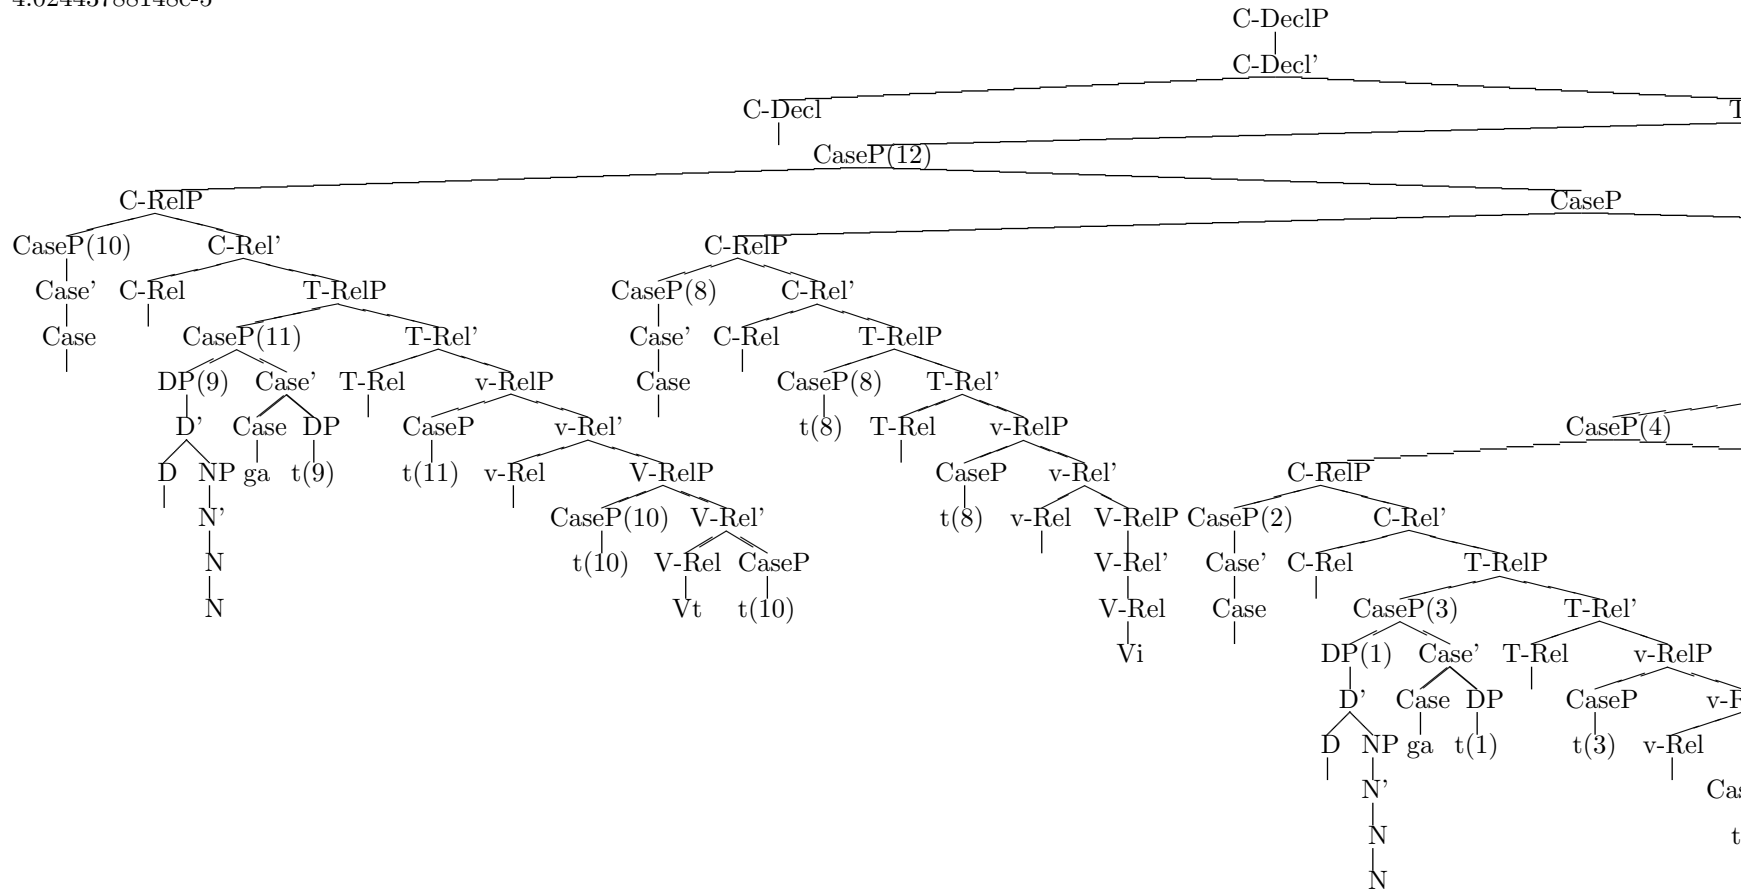 C-DeclP
C-Decl’
C-Decl
CaseP(12)
C-RelP CaseP
CaseP(10) C-Rel’ C-RelP
Case’ C-Rel T-RelP CaseP(8) C-Rel’
Case CaseP(11) T-Rel’ Case’ C-Rel T-RelP
DP(9) Case’ T-Rel v-RelP Case CaseP(8) T-Rel’
D’ Case DP CaseP v-Rel’ t(8) T-Rel v-RelP CaseP(4)
D NP ga t(9) t(11) v-Rel V-RelP CaseP v-Rel’ C-RelP
N’ CaseP(10) V-Rel’ t(8) v-Rel V-RelP CaseP(2) C-Rel’
N t(10) V-Rel CaseP V-Rel’ Case’ C-Rel T-RelP
N Vt t(10) V-Rel Case CaseP(3) T-Rel’
Vi DP(1) Case’ T-Rel v-RelP
D’ Case DP CaseP
D NP ga t(1) t(3) v-Rel
N’
N
N